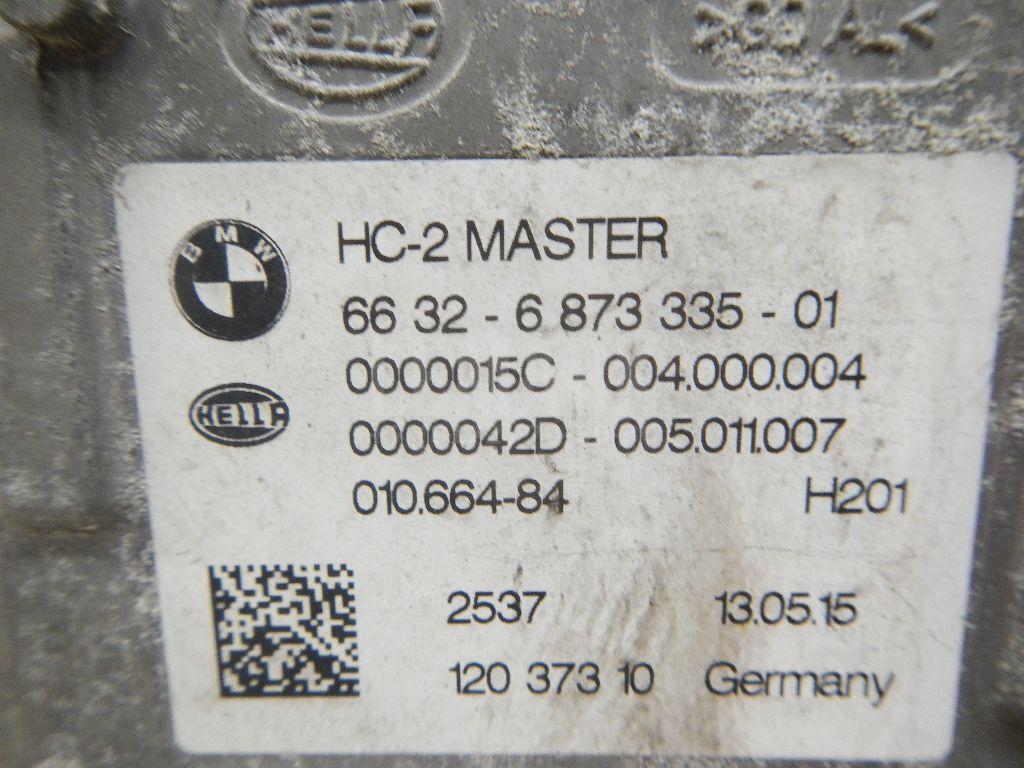 HELLA
AL<
BMW
HC-2 MASTER
66 32 - 6 873 335 - 01
0000015C - 004.000.004
HELLA
0000042D - 005.011.007
010.664-84 H201
2537 13.05.15
120 373 10 Germany